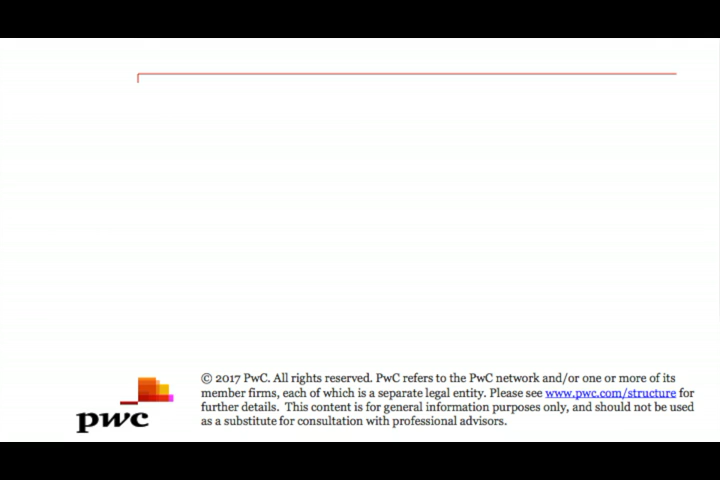 © 2017 PwC. All rights reserved. PwC refers to the PwC network and/or one or more of its
member firms, each of which is a separate legal entity. Please see www.pwc.com/structure for
further details.  This content is for general information purposes only, and should not be used
as a substitute for consultation with professional advisors.
pwc